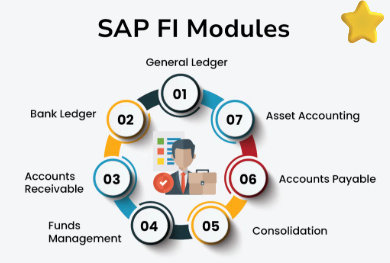 SAP FI Modules
General Ledger
01
Bank Ledger
02
07
Asset Accounting
Accounts
Receivable
03
06
Accounts Payable
Funds
Management
04
05
Consolidation